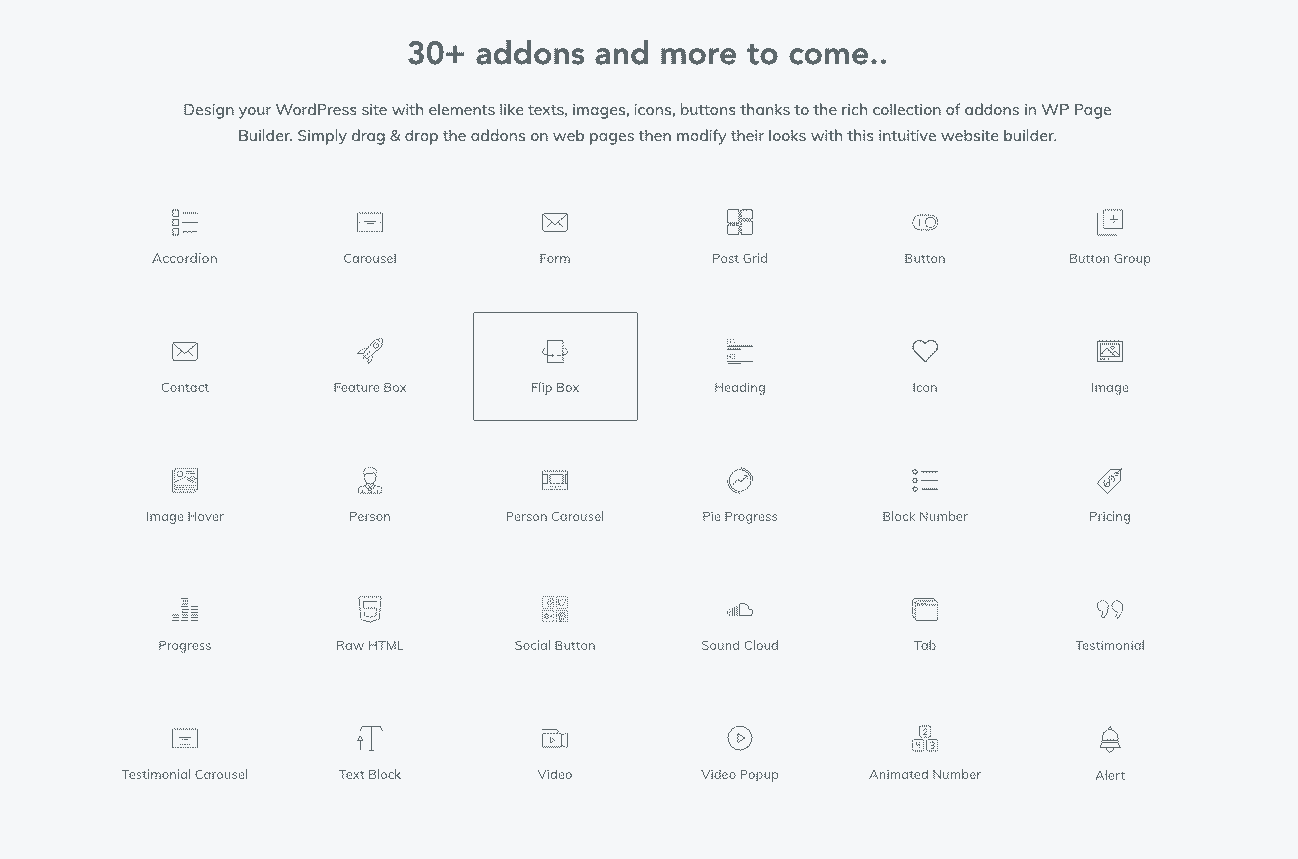 30+ addons and more to come..
Design your WordPress site with elements like texts, images, icons, buttons thanks to the rich collection of addons in WP Page
Builder. Simply drag & drop the addons on web pages then modify their looks with this intuitive website builder.
Accordion Carousel Form Post Grid Button Button Group
Contact Feature Box Flip Box Heading Icon Image
Image Hover Person Person Carousel Pie Progress Block Number Pricing
Progress Raw HTML Social Button Sound Cloud Tab Testimonial
Testimonial Carousel Text Block Video Video Popup Animated Number Alert